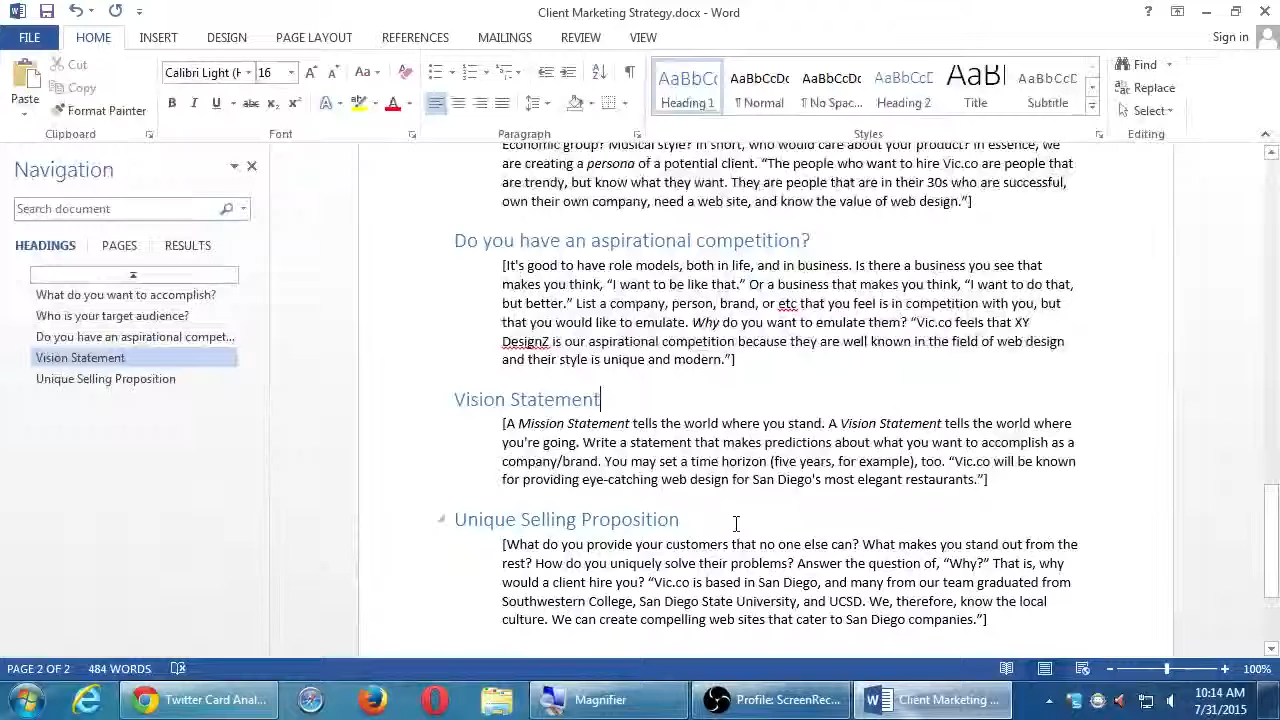 Client Marketing Strategy.docx - Word
FILE HOME INSERT DESIGN PAGE LAYOUT REFERENCES MAILINGS REVIEW VIEW Sign in
Paste
Cut
Copy
Format Painter
Calibri Light (H 16
AaBbCc AaBbCcDc AaBbCcDc AaBbCcD AaB AaBbCcD
Heading 1 ¶ Normal ¶ No Spac... Heading 2 Title Subtitle
Find
Replace
Select
Clipboard Font Paragraph Styles Editing
Navigation
Search document
HEADINGS PAGES RESULTS
What do you want to accomplish?
Who is your target audience?
Do you have an aspirational compet...
Vision Statement
Unique Selling Proposition
Economic group? Musical style? In short, who would care about your product? In essence, we
are creating a persona of a potential client. “The people who want to hire Vic.co are people that
are trendy, but know what they want. They are people that are in their 30s who are successful,
own their own company, need a web site, and know the value of web design.”]
Do you have an aspirational competition?
[It's good to have role models, both in life, and in business. Is there a business you see that
makes you think, “I want to be like that.” Or a business that makes you think, “I want to do that,
but better.” List a company, person, brand, or etc that you feel is in competition with you, but
that you would like to emulate. Why do you want to emulate them? “Vic.co feels that XY
DesignZ is our aspirational competition because they are well known in the field of web design
and their style is unique and modern.”]
Vision Statement
[A Mission Statement tells the world where you stand. A Vision Statement tells the world where
you're going. Write a statement that makes predictions about what you want to accomplish as a
company/brand. You may set a time horizon (five years, for example), too. “Vic.co will be known
for providing eye-catching web design for San Diego's most elegant restaurants.”]
Unique Selling Proposition
[What do you provide your customers that no one else can? What makes you stand out from the
rest? How do you uniquely solve their problems? Answer the question of, “Why?” That is, why
would a client hire you? “Vic.co is based in San Diego, and many from our team graduated from
Southwestern College, San Diego State University, and UCSD. We, therefore, know the local
culture. We can create compelling web sites that cater to San Diego companies.”]
PAGE 2 OF 2 484 WORDS 100%
Twitter Card Anal... Magnifier Profile: ScreenRec... Client Marketing ... 10:14 AM
7/31/2015